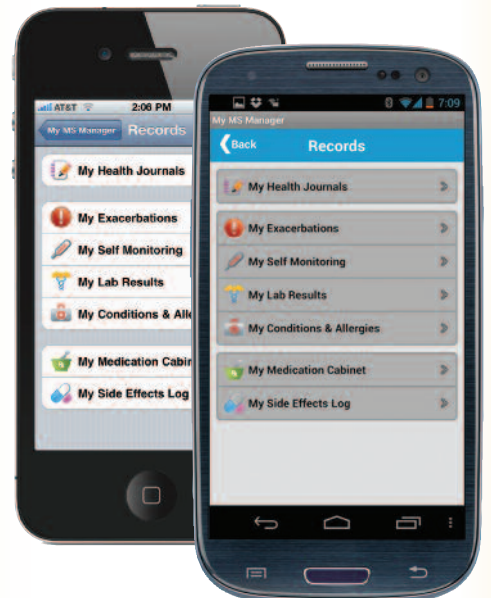 AT&T 2:06 PM
My MS Manager Records
My Health Journals
My Exacerbations
My Self Monitoring
My Lab Results
My Conditions & Alle
My Medication Cabin
My Side Effects Log
7:09
My MS Manager
Back Records
My Health Journals
My Exacerbations
My Self Monitoring
My Lab Results
My Conditions & Allergies
My Medication Cabinet
My Side Effects Log